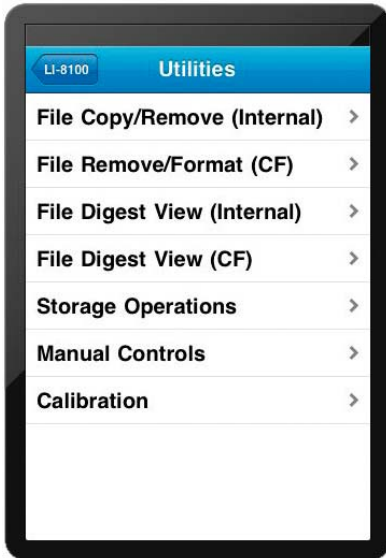 LI-8100
Utilities
File Copy/Remove (Internal)
File Remove/Format (CF)
File Digest View (Internal)
File Digest View (CF)
Storage Operations
Manual Controls
Calibration